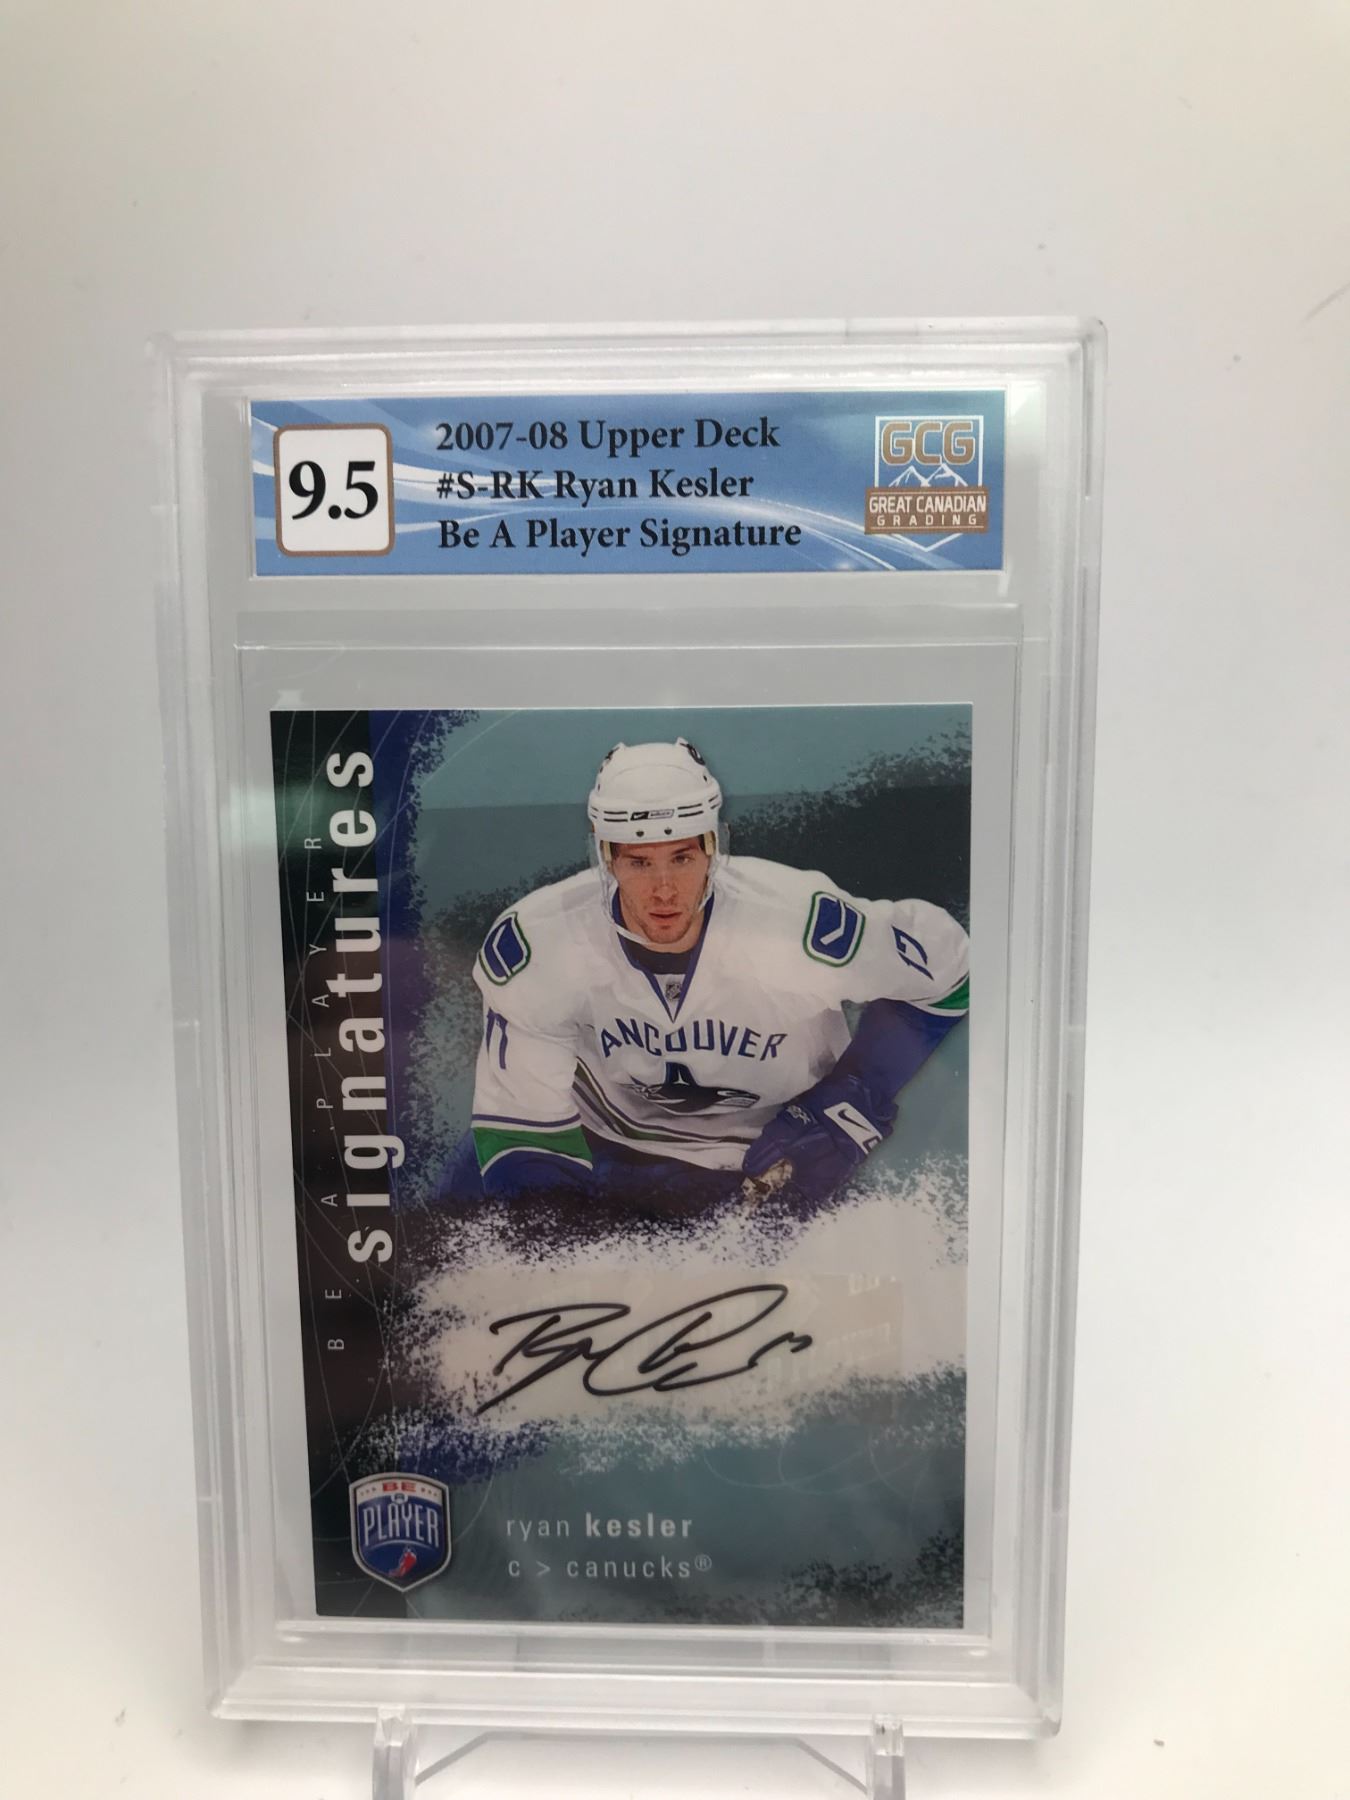 9.5
2007-08 Upper Deck
#S-RK Ryan Kesler
Be A Player Signature
GCG
GREAT CANADIAN
GRADING
BE A PLAYER
signatures
17
17
VANCOUVER
BE
A
PLAYER
ryan kesler
c > canucks®